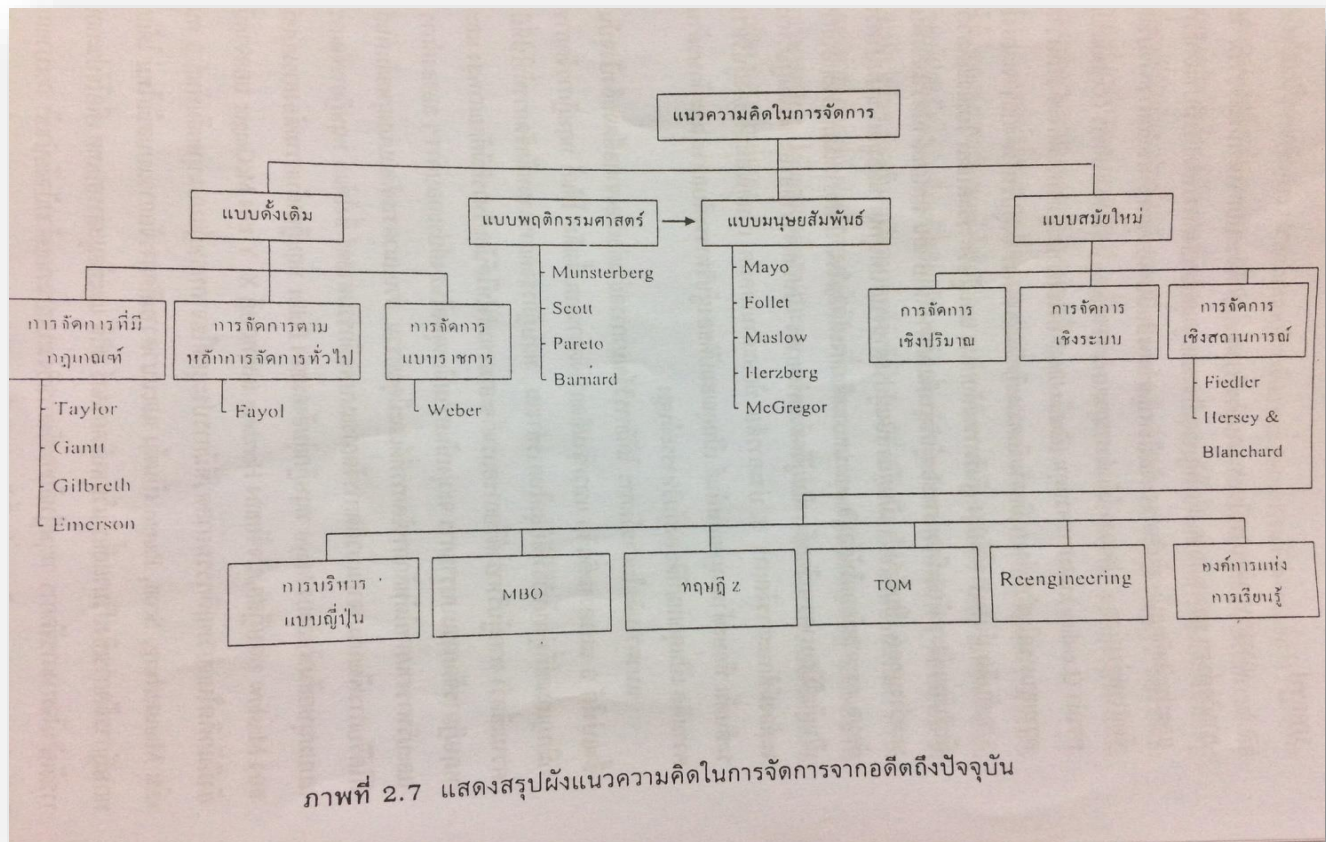 แนวความคิดในการจัดการ
แบบดั้งเดิม
แบบพฤติกรรมศาสตร์
แบบมนุษยสัมพันธ์
แบบสมัยใหม่
Munsterberg
Scott
Pareto
Barnard
Mayo
Follet
Maslow
Herzberg
McGregor
การจัดการที่มี
กฎเกณฑ์
Taylor
Gantt
Gilbreth
Emerson
การจัดการตาม
หลักการจัดการทั่วไป
Fayol
การจัดการ
แบบราชการ
Weber
การจัดการ
เชิงปริมาณ
การจัดการ
เชิงระบบ
การจัดการ
เชิงสถานการณ์
Fiedler
Hersey &
Blanchard
การบริหาร
แบบญี่ปุ่น
MBO
ทฤษฎี Z
TQM
Reengineering
องค์การแห่ง
การเรียนรู้
ภาพที่ 2.7 แสดงสรุปผังแนวความคิดในการจัดการจากอดีตถึงปัจจุบัน